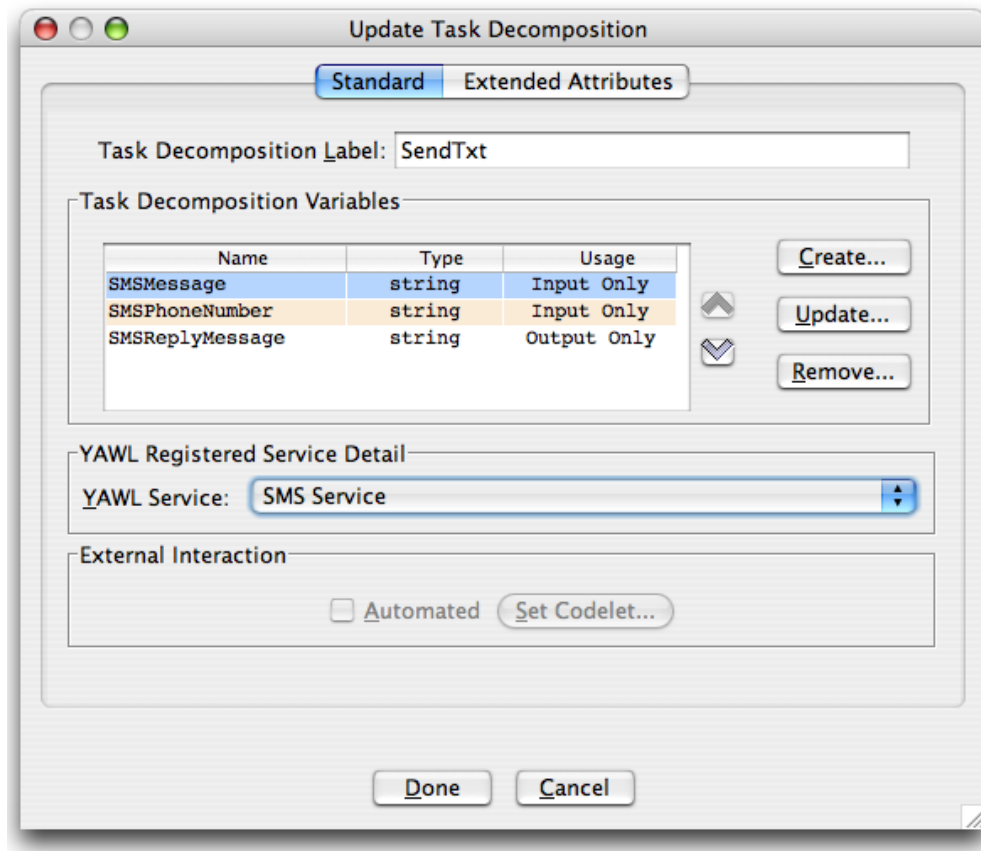 Update Task Decomposition
Standard Extended Attributes
Task Decomposition Label: SendTxt
Task Decomposition Variables
Name Type Usage
SMSMessage string Input Only
SMSPhoneNumber string Input Only
SMSReplyMessage string Output Only
Create...
Update...
Remove...
YAWL Registered Service Detail
YAWL Service: SMS Service
External Interaction
Automated Set Codelet...
Done Cancel